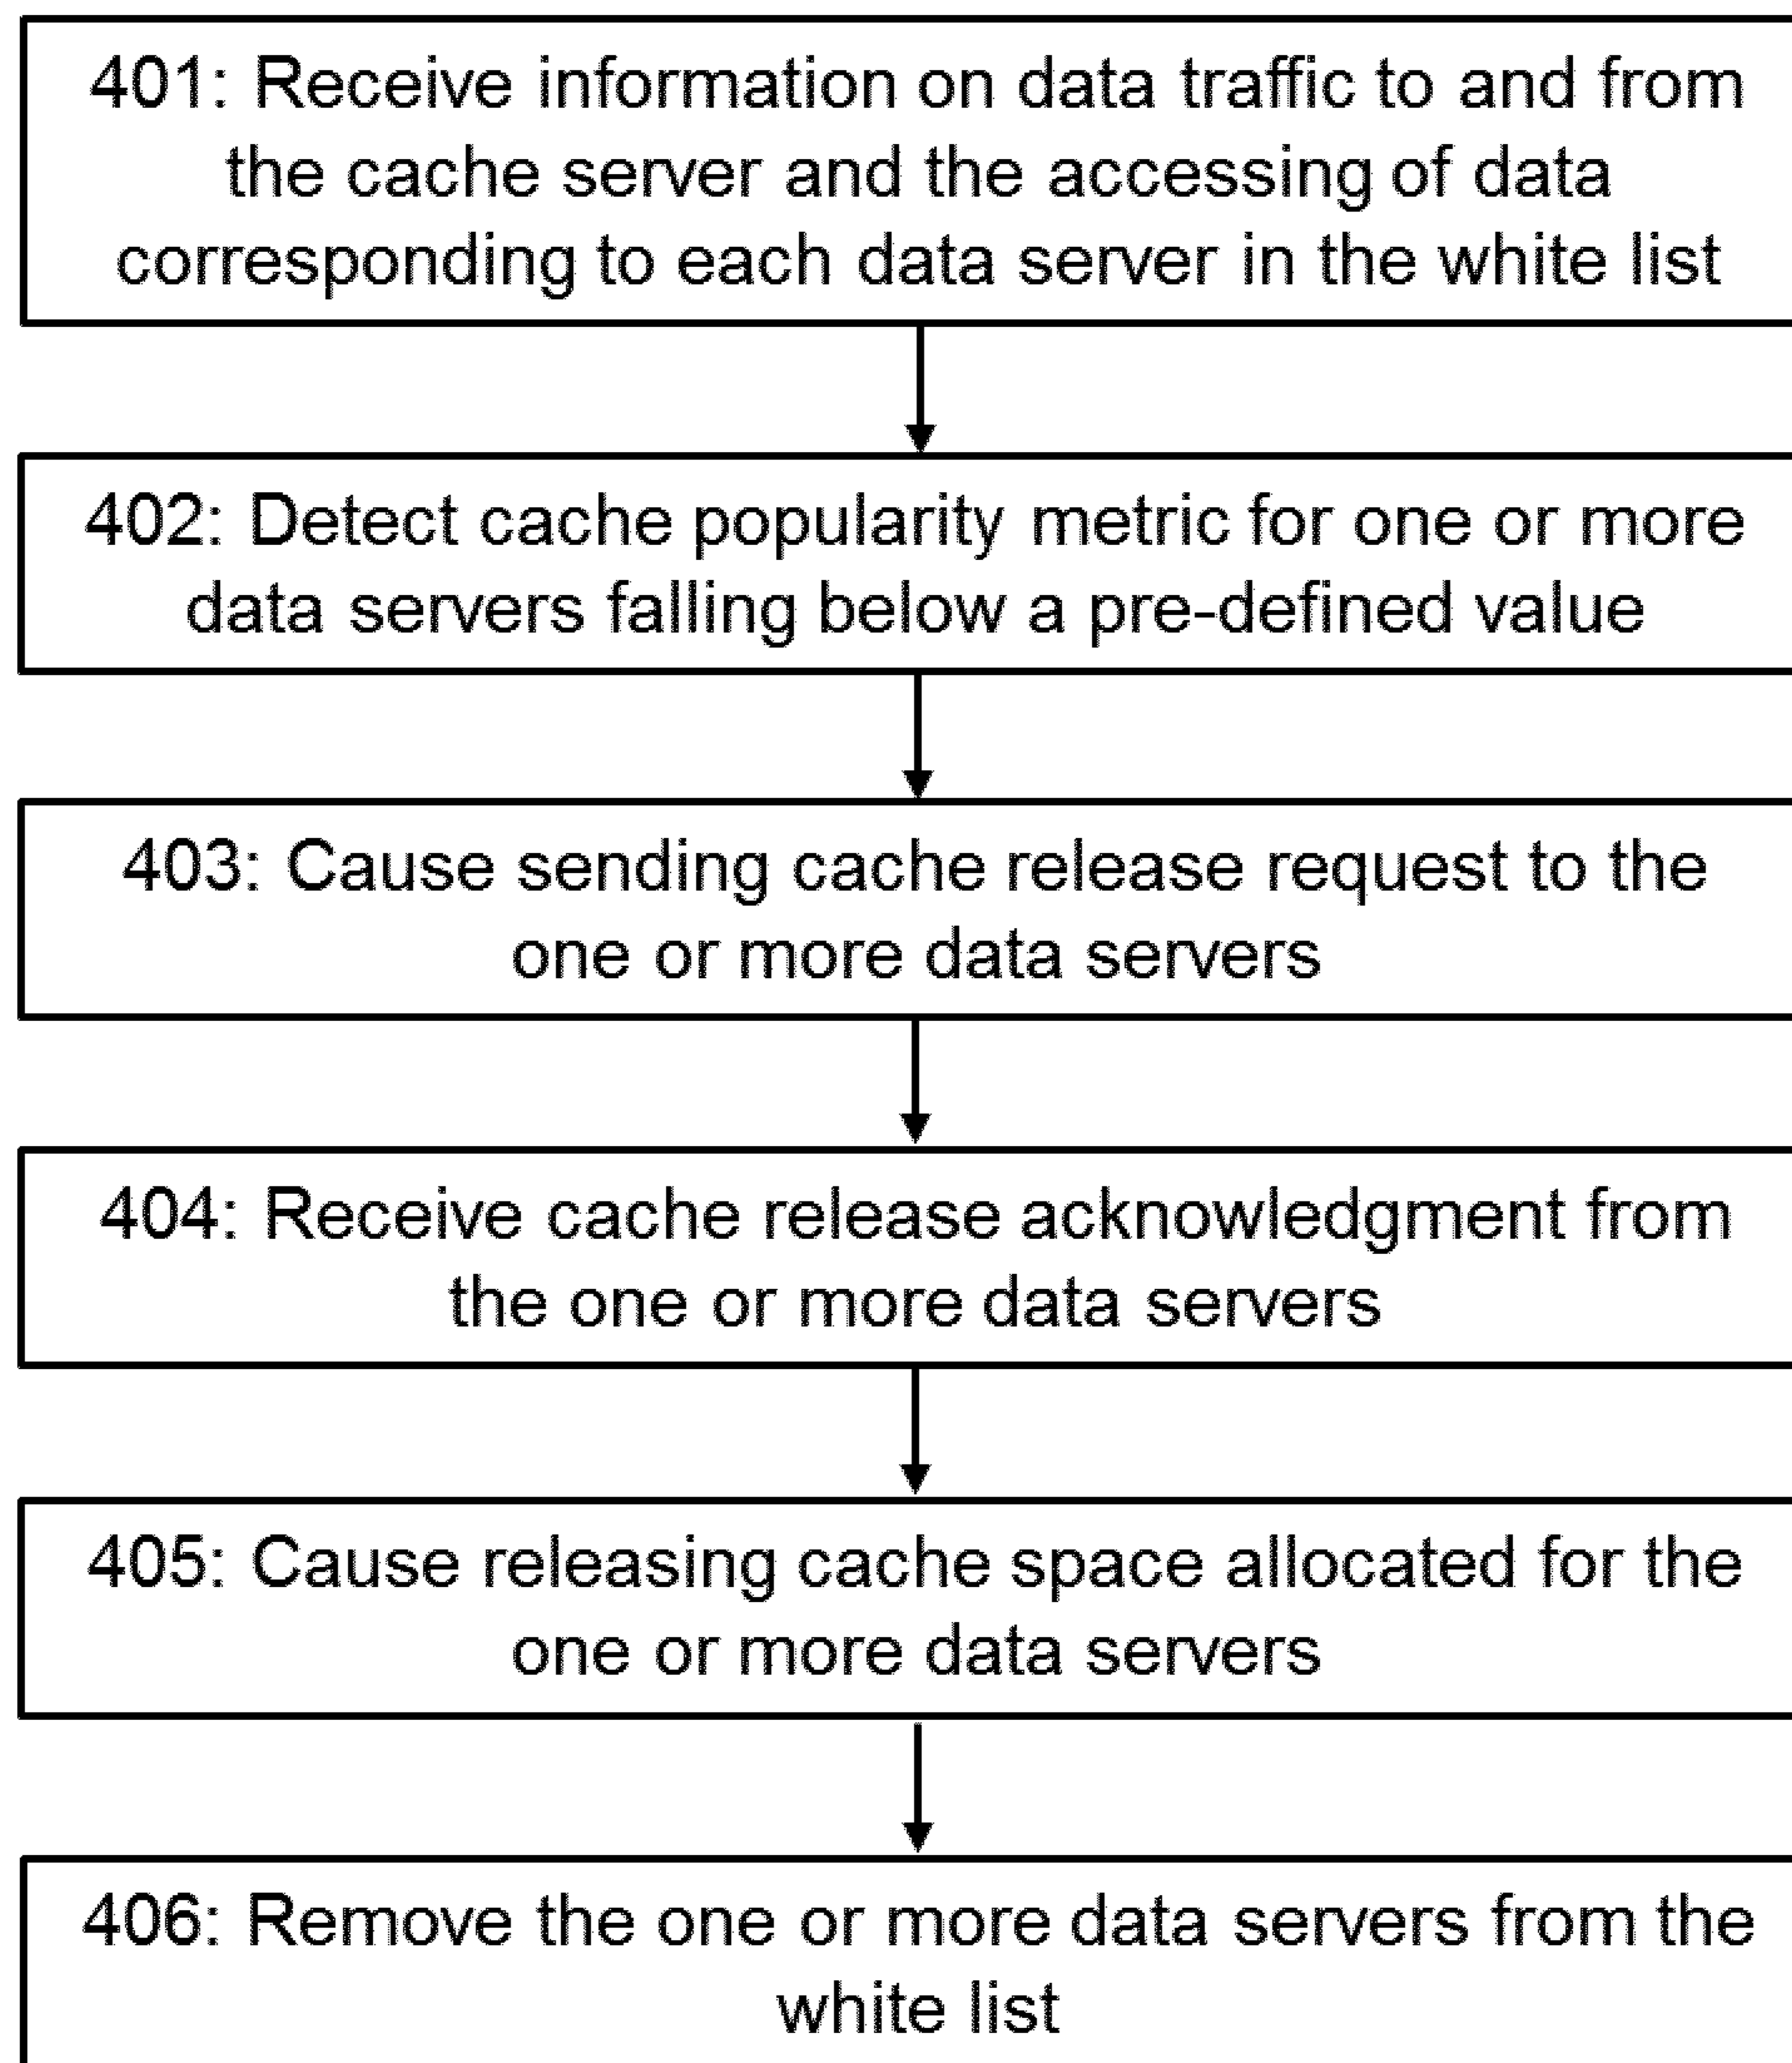 401: Receive information on data traffic to and from
the cache server and the accessing of data
corresponding to each data server in the white list
402: Detect cache popularity metric for one or more
data servers falling below a pre-defined value
403: Cause sending cache release request to the
one or more data servers
404: Receive cache release acknowledgment from
the one or more data servers
405: Cause releasing cache space allocated for the
one or more data servers
406: Remove the one or more data servers from the
white list